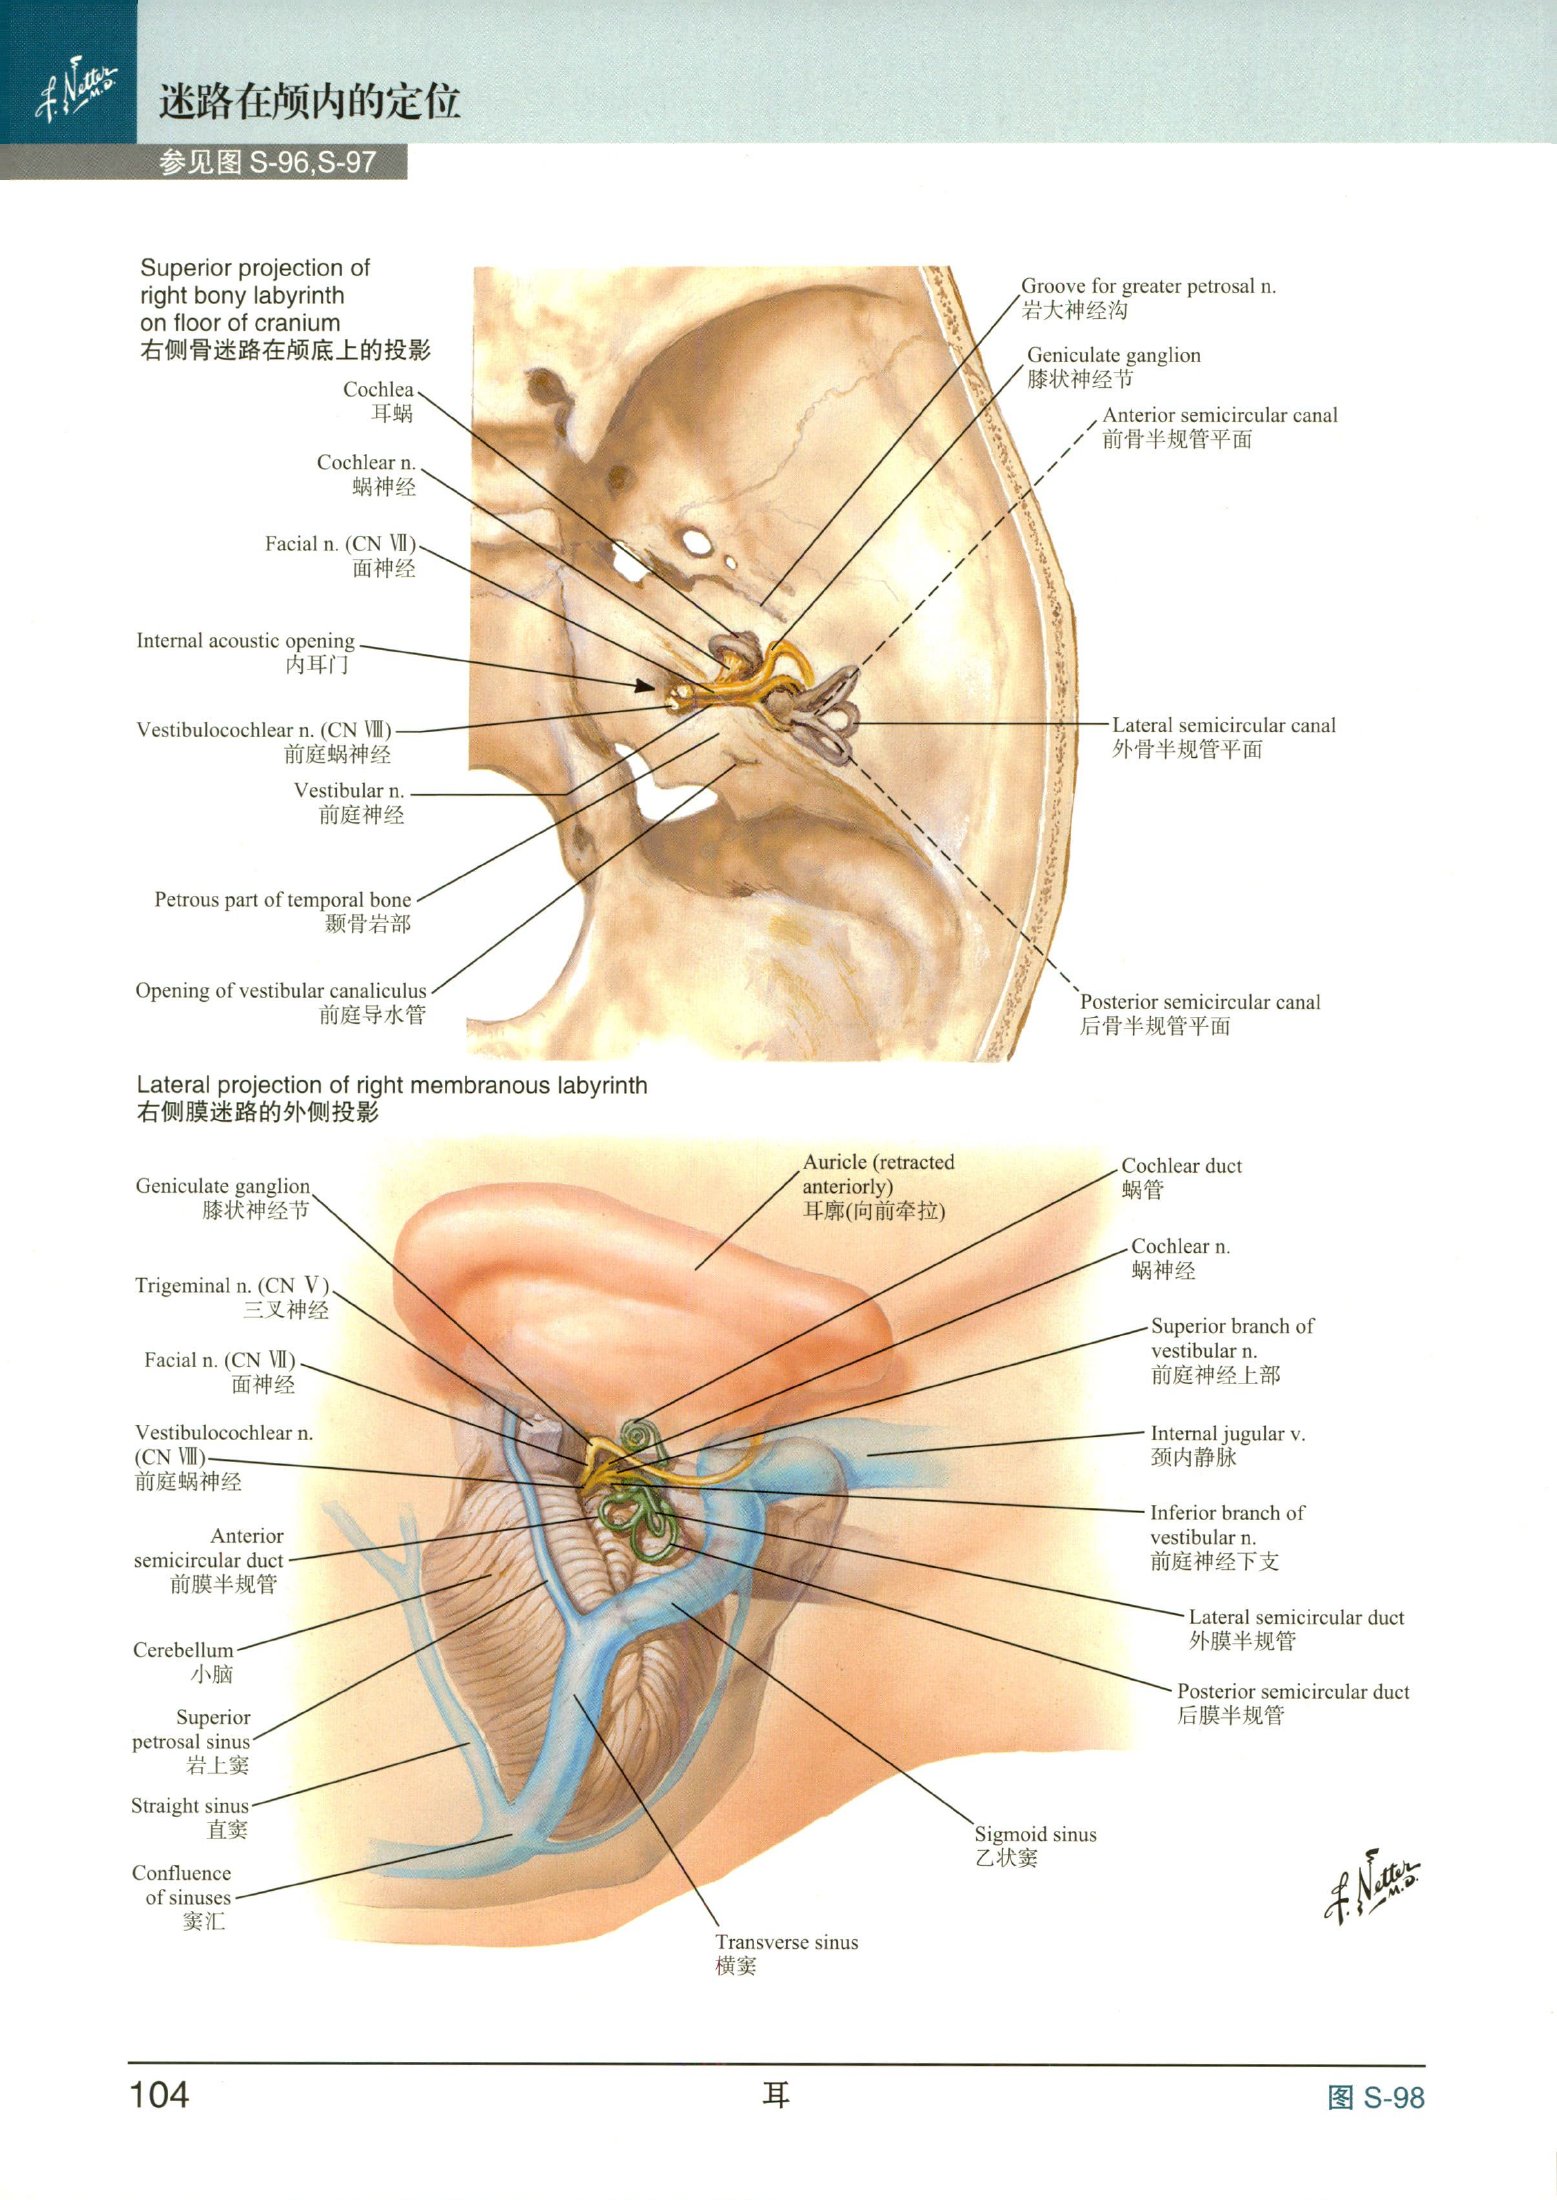 F. Netter M.D.
迷路在颅内的定位
参见图 S-96,S-97
Superior projection of
right bony labyrinth
on floor of cranium
右侧骨迷路在颅底上的投影
Cochlea
耳蜗
Cochlear n.
蜗神经
Facial n. (CN Ⅶ)
面神经
Internal acoustic opening
内耳门
Vestibulocochlear n. (CN Ⅷ)
前庭蜗神经
Vestibular n.
前庭神经
Petrous part of temporal bone
颞骨岩部
Opening of vestibular canaliculus
前庭导水管
Groove for greater petrosal n.
岩大神经沟
Geniculate ganglion
膝状神经节
Anterior semicircular canal
前骨半规管平面
Lateral semicircular canal
外骨半规管平面
Posterior semicircular canal
后骨半规管平面
Lateral projection of right membranous labyrinth
右侧膜迷路的外侧投影
Geniculate ganglion
膝状神经节
Trigeminal n. (CN Ⅴ)
三叉神经
Facial n. (CN Ⅶ)
面神经
Vestibulocochlear n.
(CN Ⅷ)
前庭蜗神经
Anterior
semicircular duct
前膜半规管
Cerebellum
小脑
Superior
petrosal sinus
岩上窦
Straight sinus
直窦
Confluence
of sinuses
窦汇
Auricle (retracted
anteriorly)
耳廓(向前牵拉)
Cochlear duct
蜗管
Cochlear n.
蜗神经
Superior branch of
vestibular n.
前庭神经上部
Internal jugular v.
颈内静脉
Inferior branch of
vestibular n.
前庭神经下支
Lateral semicircular duct
外膜半规管
Posterior semicircular duct
后膜半规管
Sigmoid sinus
乙状窦
Transverse sinus
横窦
F. Netter M.D.
104
耳
图 S-98